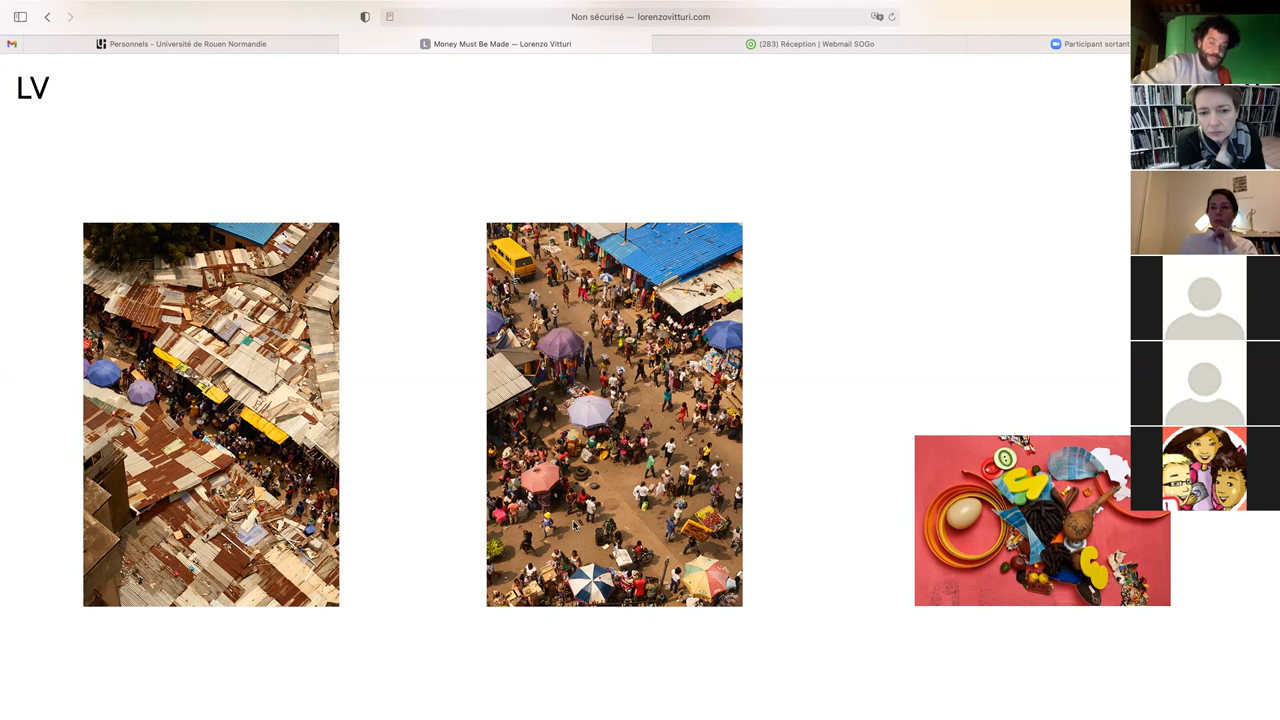 Non sécurisé — lorenzovitturi.com
Personnels - Université de Rouen Normandie
L Money Must Be Made — Lorenzo Vitturi
(283) Réception | Webmail SOGo
Participant sortant
LV